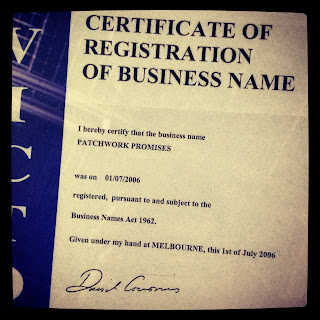 CERTIFICATE OF
REGISTRATION
OF BUSINESS NAME
I hereby certify that the business name
PATCHWORK PROMISES
was on 01/07/2006
registered, pursuant to and subject to the
Business Names Act 1962.
Given under my hand at MELBOURNE, this 1st of July 2006
V
I
C
T
O